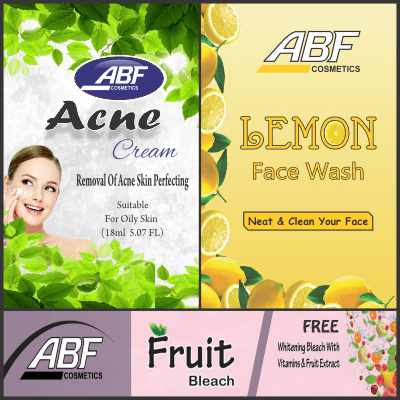 ABF
COSMETICS
Acne
Cream
Removal Of Acne Skin Perfecting
Suitable
For Oily Skin
(18ml 5.07 FL)
ABF
COSMETICS
LEMON
Face Wash
Neat & Clean Your Face
ABF
COSMETICS
Fruit
Bleach
FREE
Whitening Bleach With
Vitamins & Fruit Extract